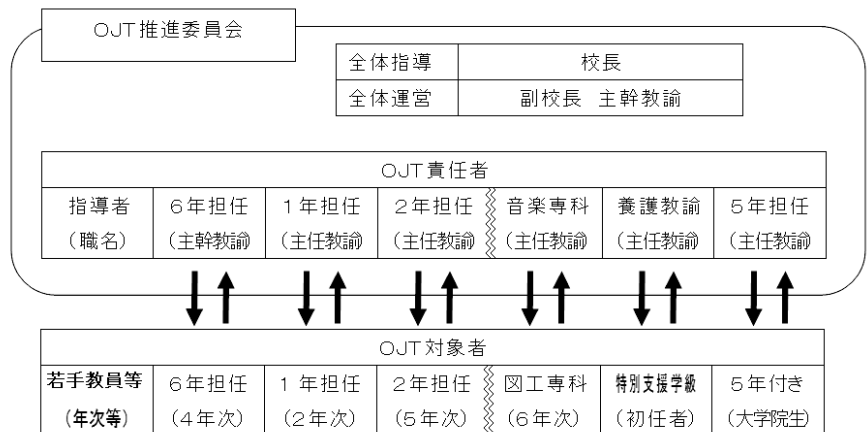 OJT推進委員会
全体指導 校長
全体運営 副校長 主幹教諭
OJT責任者
指導者 6年担任 1年担任 2年担任 音楽専科 養護教諭 5年担任
(職名) (主幹教諭) (主任教諭) (主任教諭) (主任教諭) (主任教諭) (主任教諭)
OJT対象者
若手教員等 6年担任 1年担任 2年担任 図工専科 特別支援学級 5年付き
(年次等) (4年次) (2年次) (5年次) (6年次) (初任者) (大学院生)